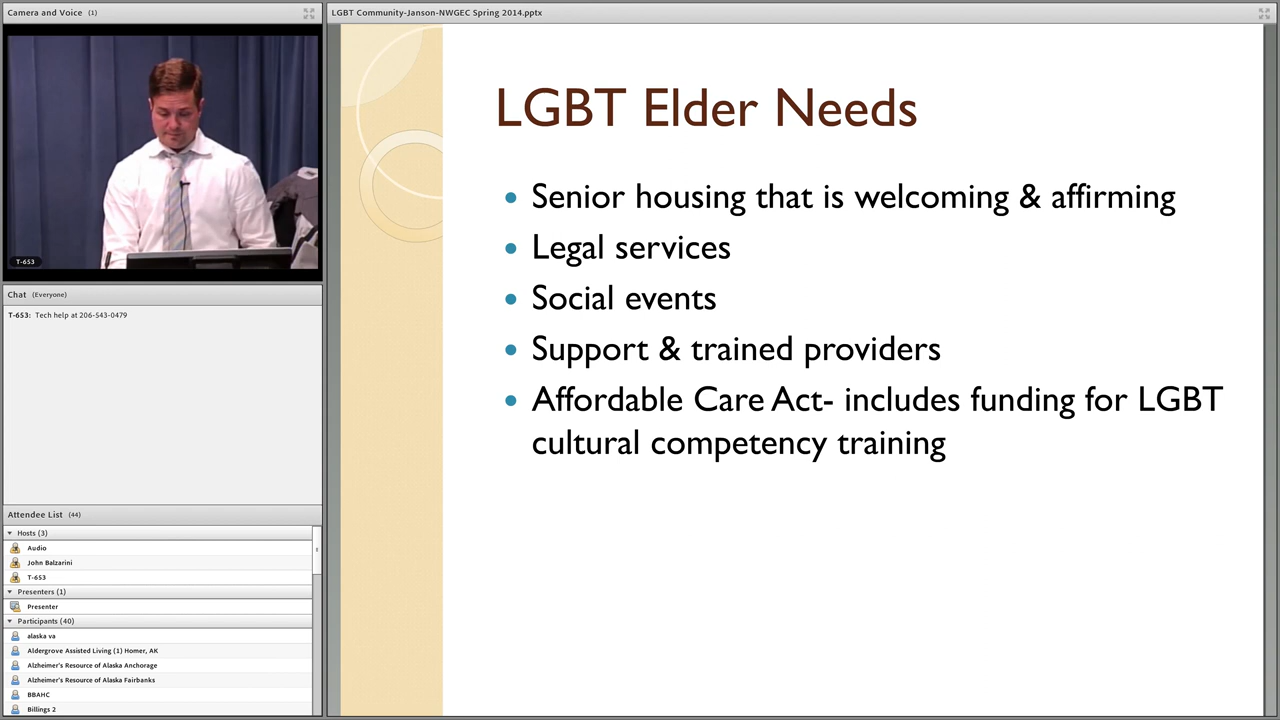 Camera and Voice (1)
T-653
Chat (Everyone)
T-653: Tech help at 206-543-0479
Attendee List (44)
Hosts (3)
Audio
John Balzarini
T-653
Presenters (1)
Presenter
Participants (40)
alaska va
Aldergrove Assisted Living (1) Homer, AK
Alzheimer's Resource of Alaska Anchorage
Alzheimer's Resource of Alaska Fairbanks
BBAHC
Billings 2
LGBT Community-Janson-NWGEC Spring 2014.pptx
LGBT Elder Needs
• Senior housing that is welcoming & affirming
• Legal services
• Social events
• Support & trained providers
• Affordable Care Act- includes funding for LGBT
cultural competency training